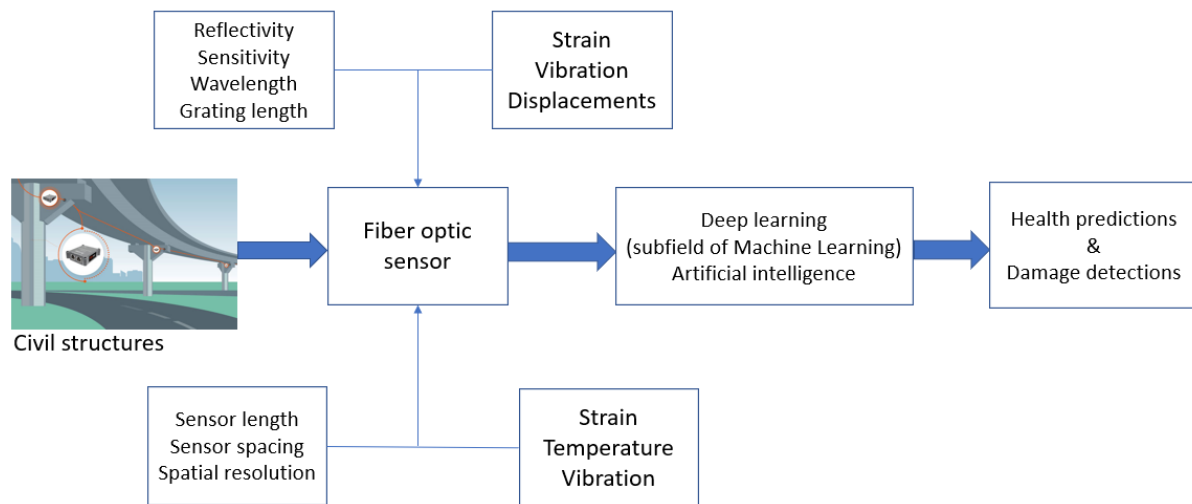 Reflectivity
Sensitivity
Wavelength
Grating length
Strain
Vibration
Displacements
Civil structures
Fiber optic
sensor
Deep learning
(subfield of Machine Learning)
Artificial intelligence
Health predictions
&
Damage detections
Sensor length
Sensor spacing
Spatial resolution
Strain
Temperature
Vibration